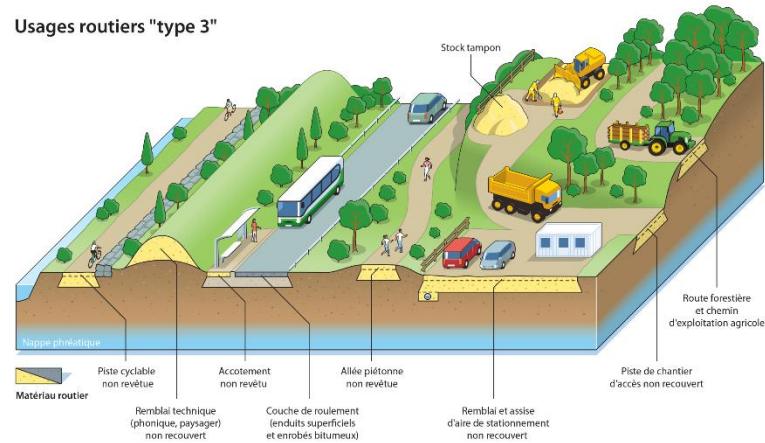 Usages routiers "type 3"
Stock tampon
Route forestière
et chemin
d'exploitation agricole
Nappe phréatique
Matériau routier
Piste cyclable
non revêtue
Accotement
non revêtu
Allée piétonne
non revêtue
Piste de chantier
d'accès non recouvert
Remblai technique
(phonique, paysager)
non recouvert
Couche de roulement
(enduits superficiels
et enrobés bitumeux)
Remblai et assise
d'aire de stationnement
non recouvert